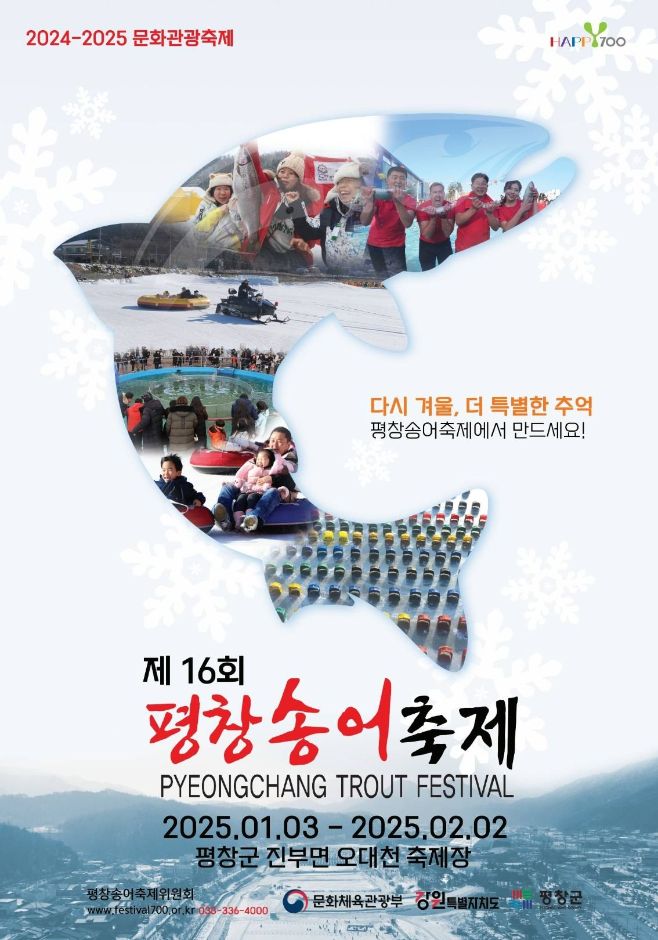 2024-2025 문화관광축제
HAPPY700
다시 겨울, 더 특별한 추억
평창송어축제에서 만드세요!
제 16회
평창송어축제
PYEONGCHANG TROUT FESTIVAL
2025.01.03 - 2025.02.02
평창군 진부면 오대천 축제장
평창송어축제위원회
www.festival700.or.kr 033-336-4000
문화체육관광부
강원특별자치도
평창군